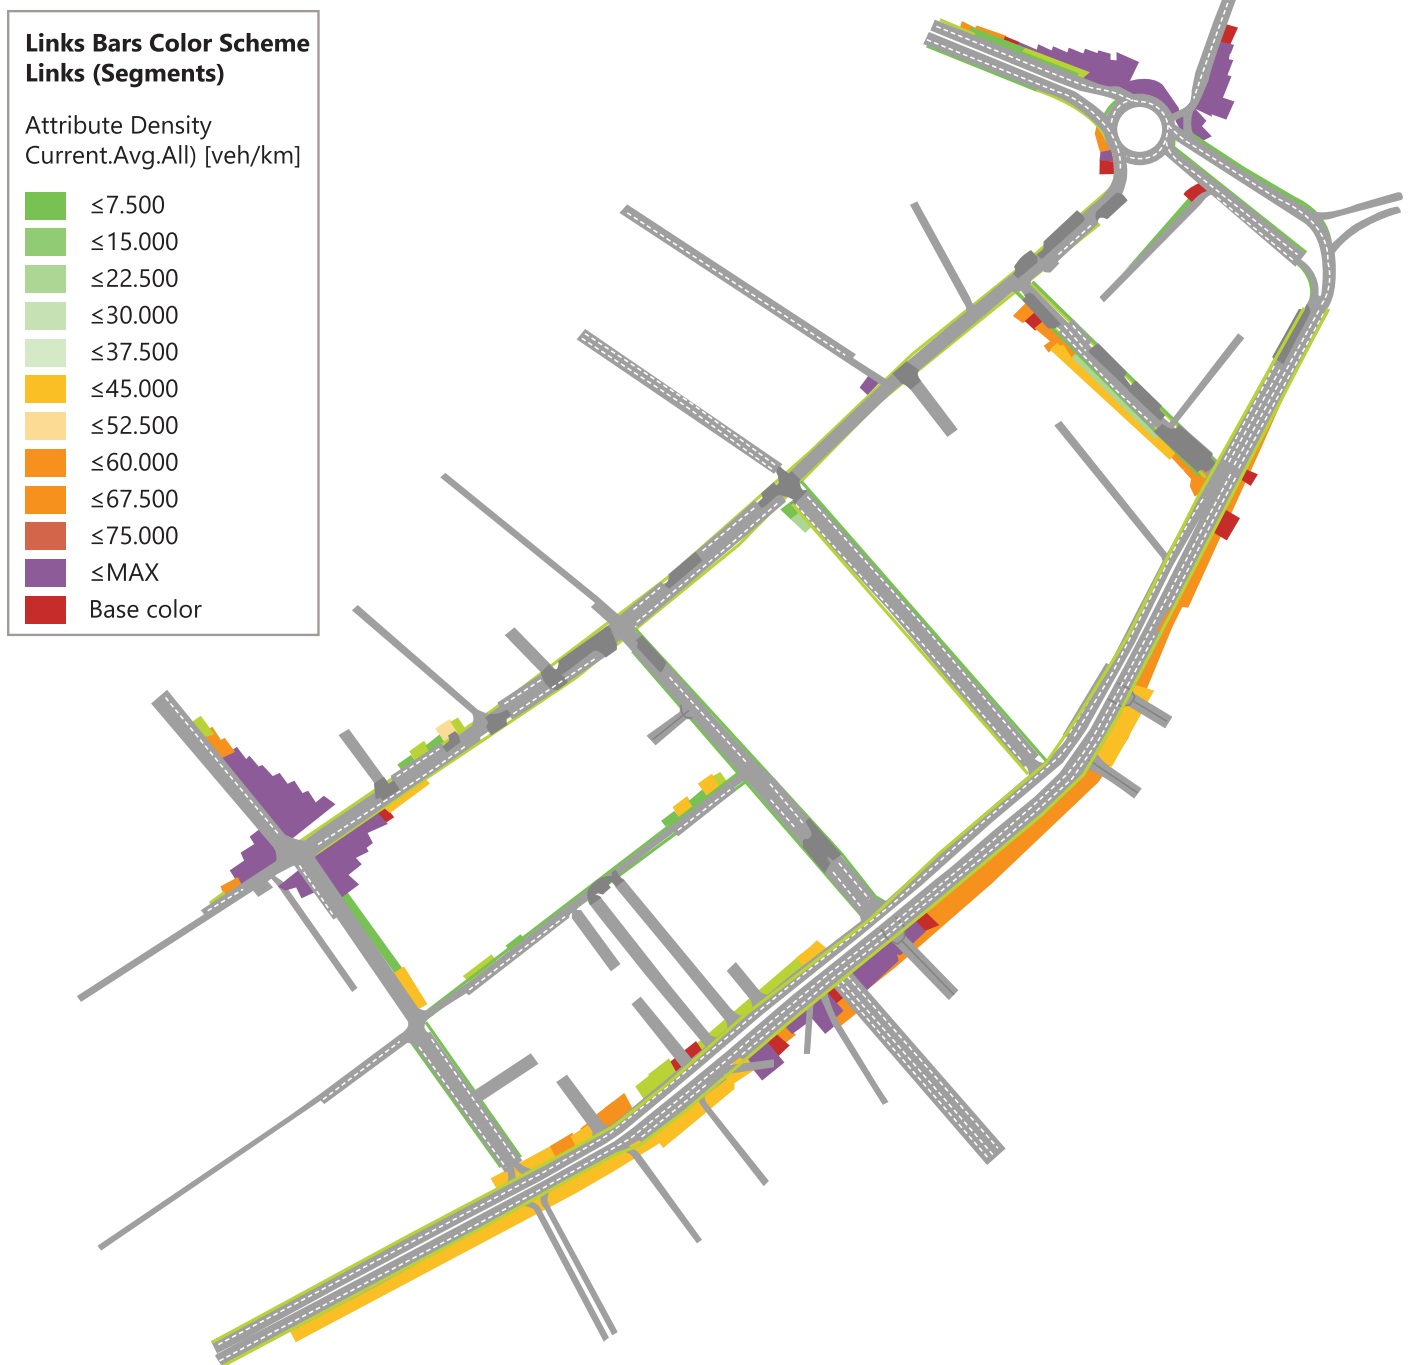 Links Bars Color Scheme
Links (Segments)
Attribute Density
Current.Avg.All) [veh/km]
≤7.500
≤15.000
≤22.500
≤30.000
≤37.500
≤45.000
≤52.500
≤60.000
≤67.500
≤75.000
≤MAX
Base color